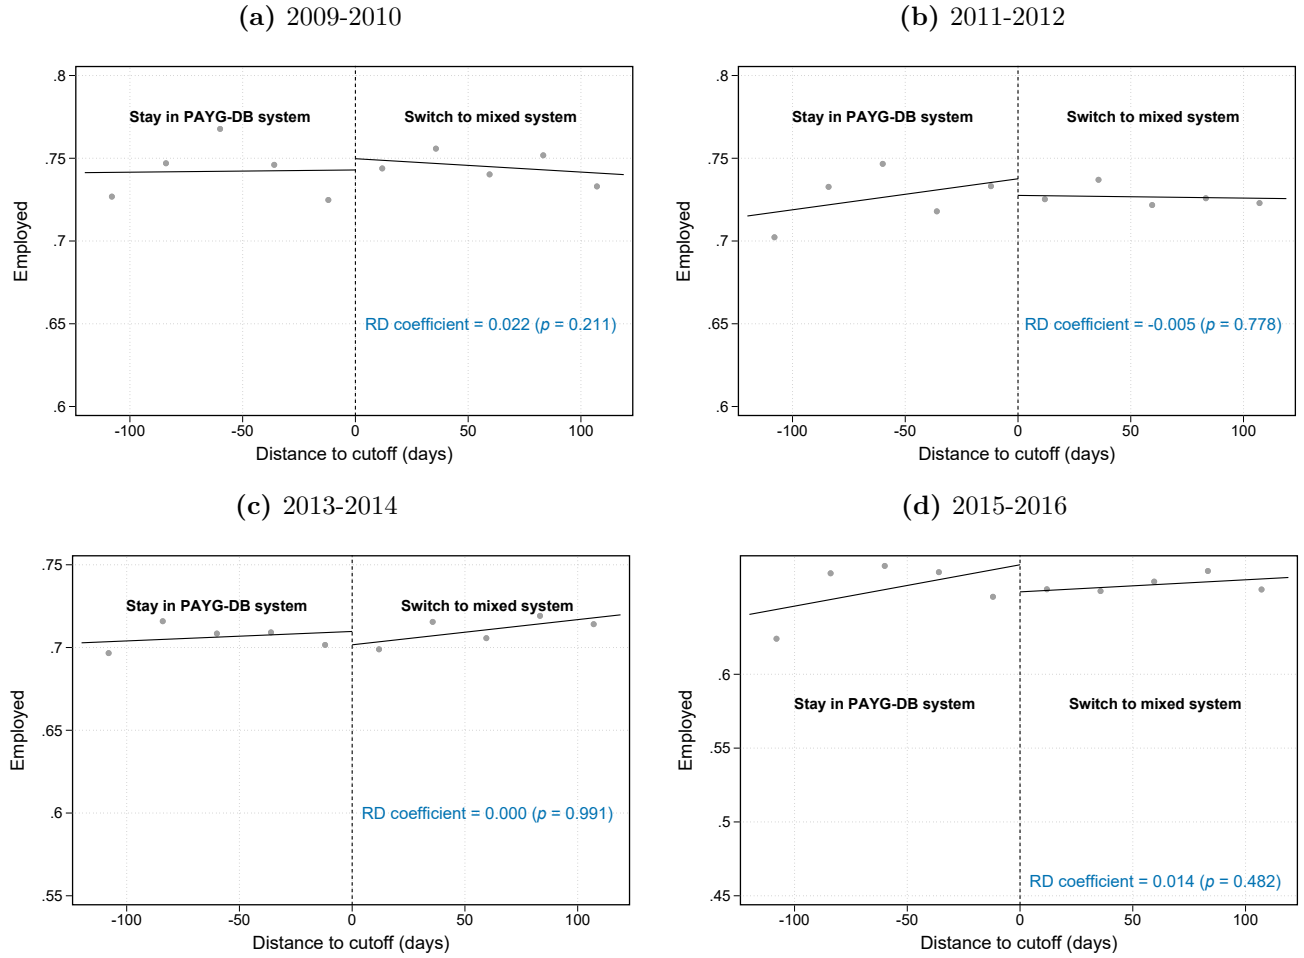 (a) 2009-2010
.8
.75
.7
.65
.6
Employed
Stay in PAYG-DB system
Switch to mixed system
RD coefficient = 0.022 (p = 0.211)
-100 -50 0 50 100
Distance to cutoff (days)
(b) 2011-2012
.8
.75
.7
.65
.6
Employed
Stay in PAYG-DB system
Switch to mixed system
RD coefficient = -0.005 (p = 0.778)
-100 -50 0 50 100
Distance to cutoff (days)
(c) 2013-2014
.75
.7
.65
.6
.55
Employed
Stay in PAYG-DB system
Switch to mixed system
RD coefficient = 0.000 (p = 0.991)
-100 -50 0 50 100
Distance to cutoff (days)
(d) 2015-2016
.6
.55
.5
.45
Employed
Stay in PAYG-DB system
Switch to mixed system
RD coefficient = 0.014 (p = 0.482)
-100 -50 0 50 100
Distance to cutoff (days)